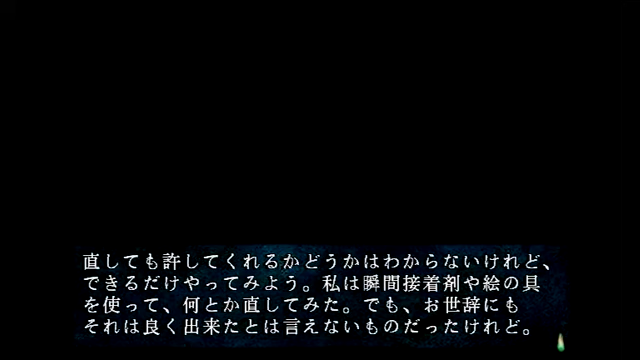 直しても許してくれるかどうかはわからないけれど、
できるだけやってみよう。私は瞬間接着剤や絵の具
を使って、何とか直してみた。でも、お世辞にも
それは良く出来たとは言えないものだったけれど。